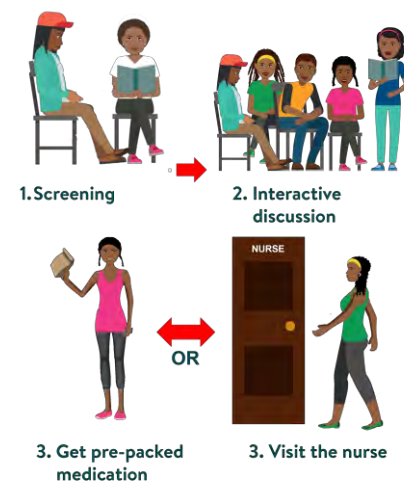 1.Screening
2. Interactive
discussion
NURSE
OR
3. Get pre-packed
medication
3. Visit the nurse